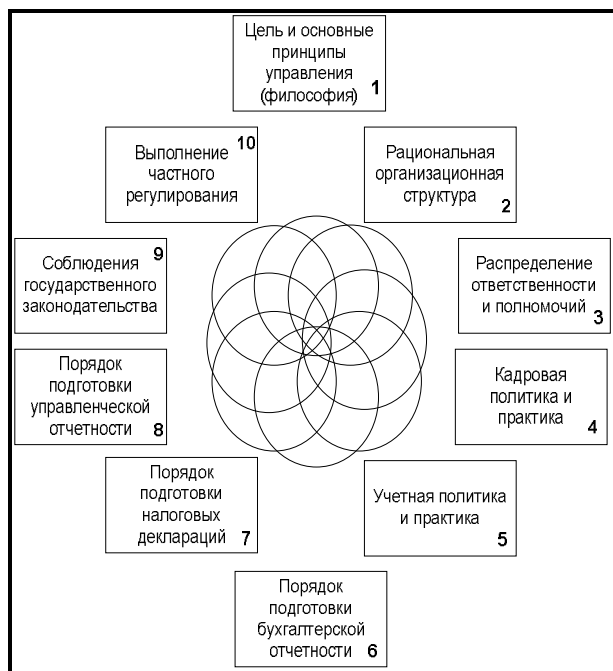 Цель и основные
принципы
управления
(философия) 1
Рациональная
организационная
структура 2
Распределение
ответственности
и полномочий 3
Кадровая
политика и
практика 4
Учетная политика
и практика 5
Порядок
подготовки
бухгалтерской
отчетности 6
Порядок
подготовки
налоговых
деклараций 7
Порядок
подготовки
управленческой
отчетности 8
9
Соблюдения
государственного
законодательства
10
Выполнение
частного
регулирования